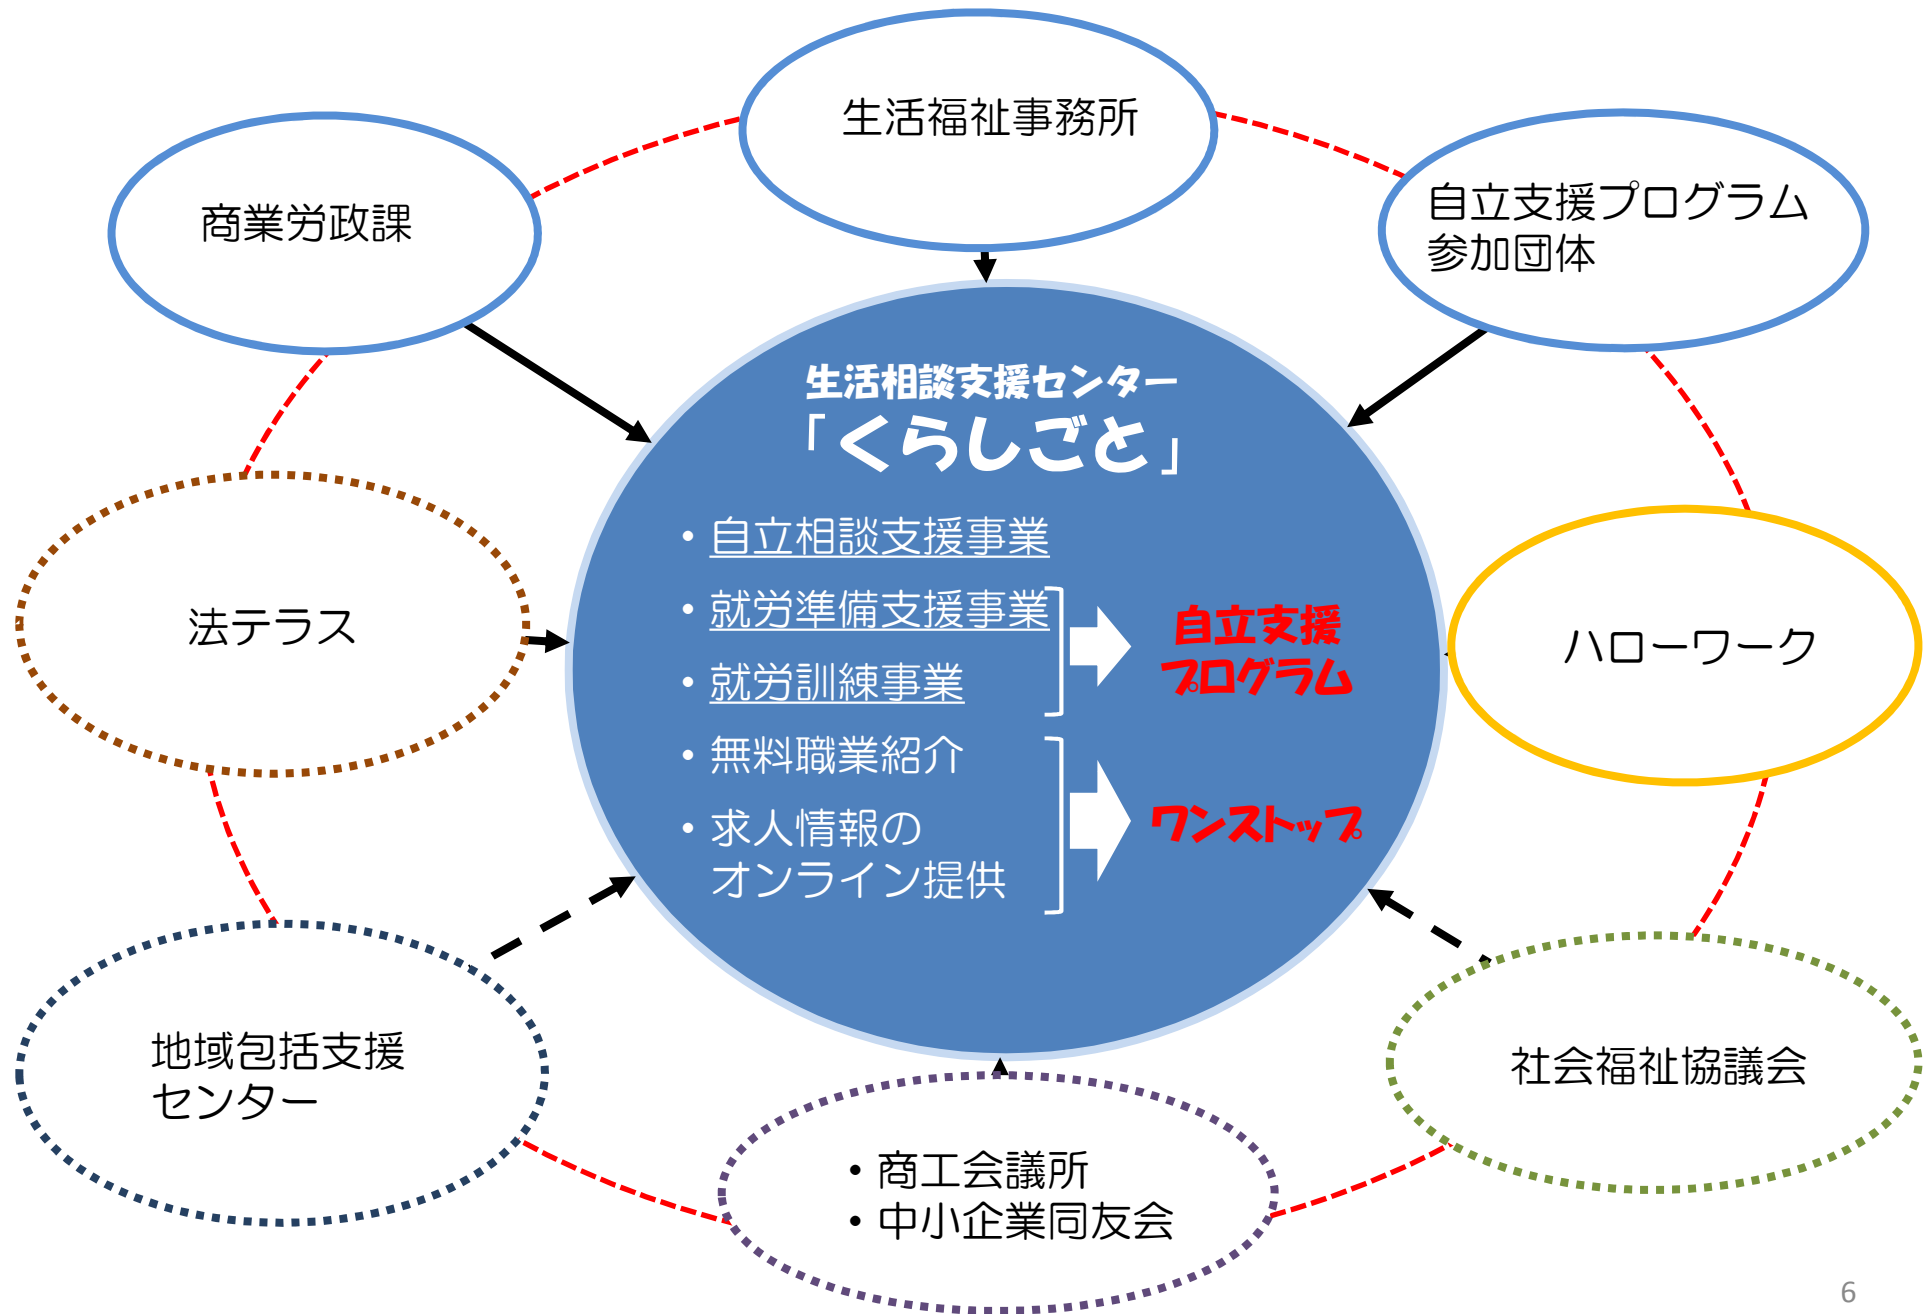 生活福祉事務所
商業労政課
自立支援プログラム
参加団体
生活相談支援センター
「くらしごと」
・自立相談支援事業
・就労準備支援事業
・就労訓練事業
自立支援
プログラム
・無料職業紹介
・求人情報の
オンライン提供
ワンストップ
法テラス
ハローワーク
地域包括支援
センター
社会福祉協議会
・商工会議所
・中小企業同友会
6